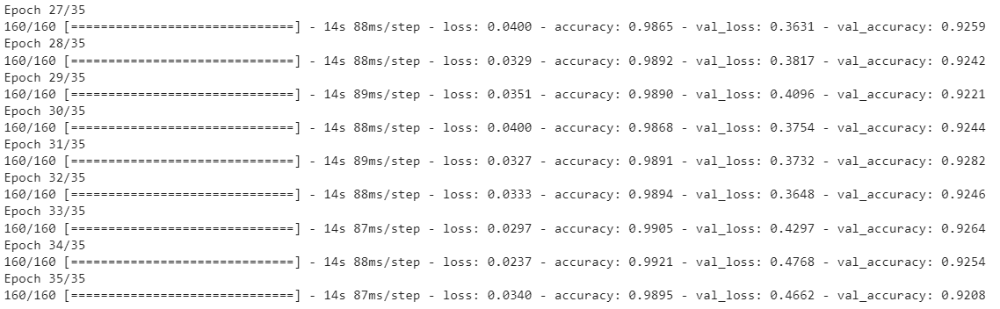 Epoch 27/35
160/160 [==============================] - 14s 88ms/step - loss: 0.0400 - accuracy: 0.9865 - val_loss: 0.3631 - val_accuracy: 0.9259
Epoch 28/35
160/160 [==============================] - 14s 88ms/step - loss: 0.0329 - accuracy: 0.9892 - val_loss: 0.3817 - val_accuracy: 0.9242
Epoch 29/35
160/160 [==============================] - 14s 89ms/step - loss: 0.0351 - accuracy: 0.9890 - val_loss: 0.4096 - val_accuracy: 0.9221
Epoch 30/35
160/160 [==============================] - 14s 88ms/step - loss: 0.0400 - accuracy: 0.9868 - val_loss: 0.3754 - val_accuracy: 0.9244
Epoch 31/35
160/160 [==============================] - 14s 89ms/step - loss: 0.0327 - accuracy: 0.9891 - val_loss: 0.3732 - val_accuracy: 0.9282
Epoch 32/35
160/160 [==============================] - 14s 88ms/step - loss: 0.0333 - accuracy: 0.9894 - val_loss: 0.3648 - val_accuracy: 0.9246
Epoch 33/35
160/160 [==============================] - 14s 87ms/step - loss: 0.0297 - accuracy: 0.9905 - val_loss: 0.4297 - val_accuracy: 0.9264
Epoch 34/35
160/160 [==============================] - 14s 88ms/step - loss: 0.0237 - accuracy: 0.9921 - val_loss: 0.4768 - val_accuracy: 0.9254
Epoch 35/35
160/160 [==============================] - 14s 87ms/step - loss: 0.0340 - accuracy: 0.9895 - val_loss: 0.4662 - val_accuracy: 0.9208